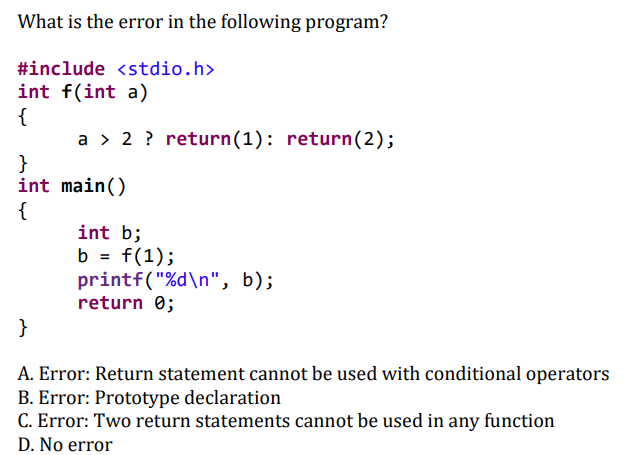 What is the error in the following program?
#include <stdio.h>
int f(int a)
{
a > 2 ? return(1): return(2);
}
int main()
{
int b;
b = f(1);
printf("%d\n", b);
return 0;
}
A. Error: Return statement cannot be used with conditional operators
B. Error: Prototype declaration
C. Error: Two return statements cannot be used in any function
D. No error